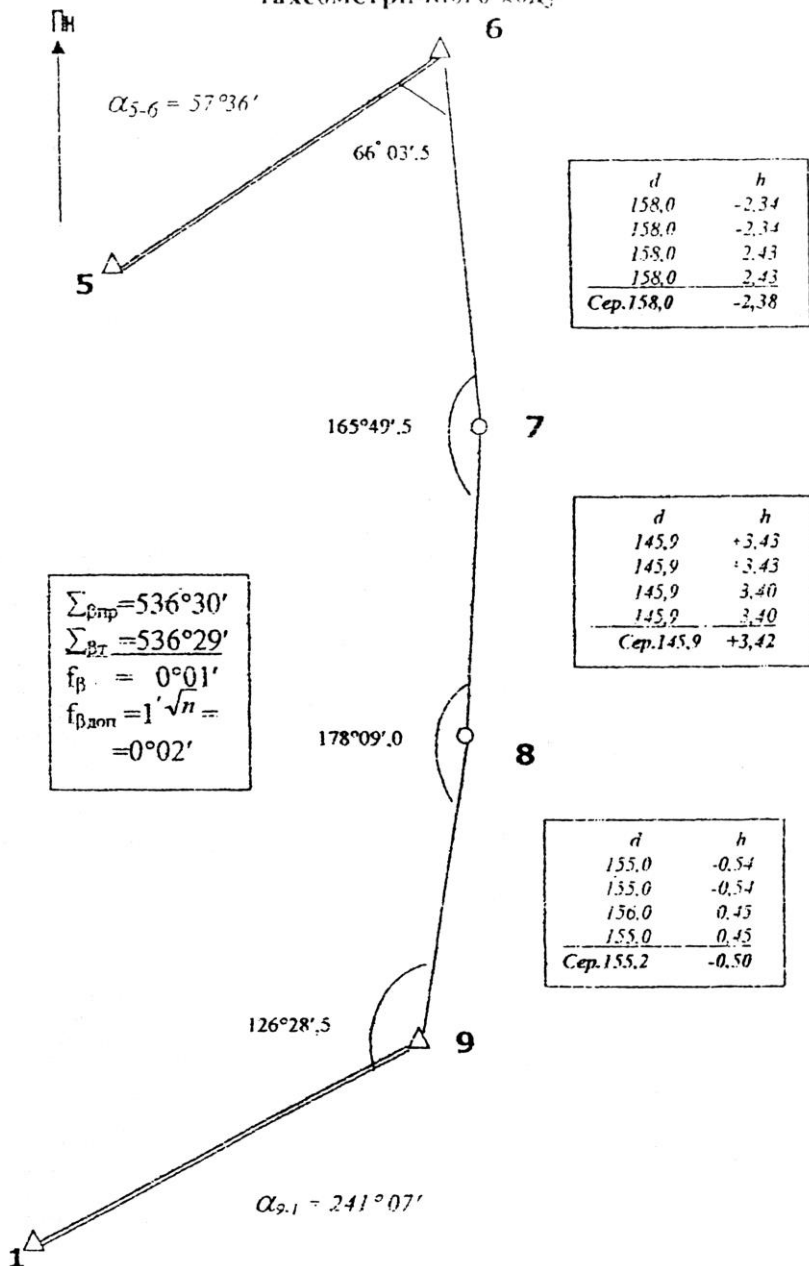 Пн
6
α5-6 = 57°36'
66° 03',5
5
d h
158,0 -2,34
158,0 -2,34
158,0 2,43
158,0 2,43
Сер.158,0 -2,38
165°49',5
7
d h
145,9 +3,43
145,9 +3,43
145,9 3,40
145,9 3,40
Сер.145,9 +3,42
∑βпр=536°30'
∑βт =536°29'
fβ = 0°01'
fβдоп =1'√n =
=0°02'
178°09',0
8
d h
155,0 -0,54
155,0 -0,54
156,0 0,45
155,0 0,45
Сер.155,2 -0,50
126°28',5
9
α9-1 = 241°07'
1